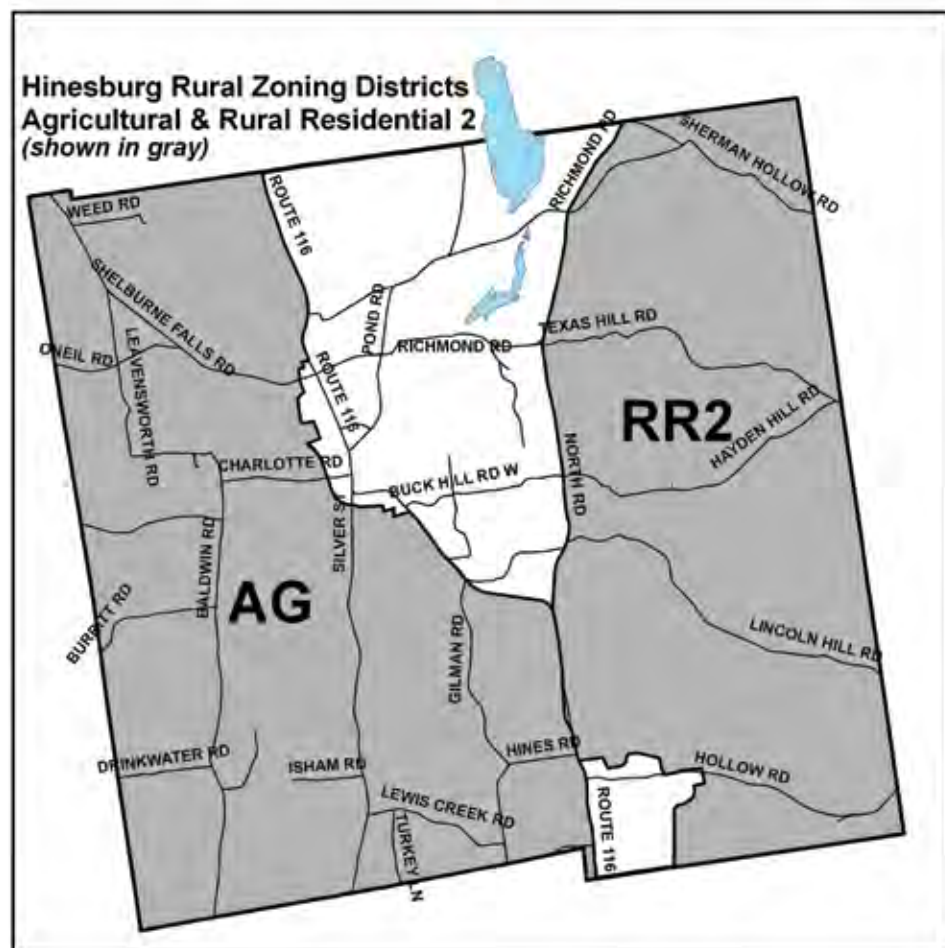 Hinesburg Rural Zoning Districts
Agricultural & Rural Residential 2
(shown in gray)
RICHMOND RD
SHERMAN HOLLOW RD
WEED RD
ROUTE 116
SHELBURNE FALLS RD
POND RD
TEXAS HILL RD
ONEIL RD
LEAVENSWORTH RD
RICHMOND RD
ROUTE 116
RR2
HAYDEN HILL RD
CHARLOTTE RD
NORTH RD
BUCK HILL RD W
SILVER S
BALDWIN RD
AG
BURRITT RD
GILMAN RD
LINCOLN HILL RD
DRINKWATER RD
ISHAM RD
HINES RD
HOLLOW RD
LEWIS CREEK RD
TURKEY LN
ROUTE 116